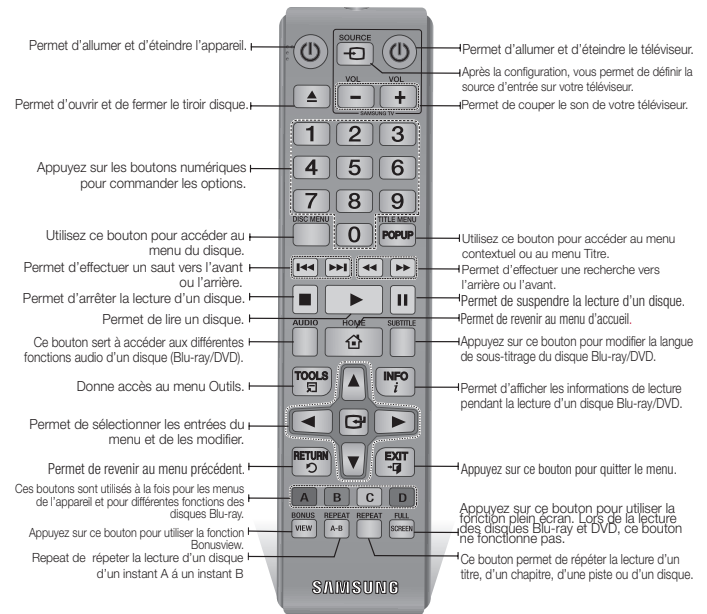 Permet d'allumer et d'éteindre l'appareil.
Permet d'ouvrir et de fermer le tiroir disque.
Appuyez sur les boutons numériques
pour commander les options.
Utilisez ce bouton pour accéder au
menu du disque.
Permet d'effectuer un saut vers l'avant
ou l'arrière.
Permet d'arrêter la lecture d'un disque.
Permet de lire un disque.
Ce bouton sert à accéder aux différentes
fonctions audio d'un disque (Blu-ray/DVD).
Donne accès au menu Outils.
Permet de sélectionner les entrées du
menu et de les modifier.
Permet de revenir au menu précédent.
Ces boutons sont utilisés à la fois pour les menus
de l'appareil et pour différentes fonctions des
disques Blu-ray.
Appuyez sur ce bouton pour utiliser la fonction
Bonusview.
Repeat de répeter la lecture d'un disque
d'un instant A á un instant B
SOURCE
VOL VOL
- +
SAMSUNG TV
1 2 3
4 5 6
7 8 9
DISC MENU TITLE MENU
0 POPUP
AUDIO HOME SUBTITLE
TOOLS INFO
i
RETURN EXIT
A B C D
BONUS REPEAT REPEAT FULL
VIEW A-B SCREEN
SAMSUNG
Permet d'allumer et d'éteindre le téléviseur.
Après la configuration, vous permet de définir la
source d'entrée sur votre téléviseur.
Permet de couper le son de votre téléviseur.
Utilisez ce bouton pour accéder au menu
contextuel ou au menu Titre.
Permet d'effectuer une recherche vers
l'arrière ou l'avant.
Permet de suspendre la lecture d'un disque.
Permet de revenir au menu d'accueil.
Appuyez sur ce bouton pour modifier la langue
de sous-titrage du disque Blu-ray/DVD.
Permet d'afficher les informations de lecture
pendant la lecture d'un disque Blu-ray/DVD.
Appuyez sur ce bouton pour quitter le menu.
Appuyez sur ce bouton pour utiliser la
fonction plein écran. Lors de la lecture
des disques Blu-ray et DVD, ce bouton
ne fonctionne pas.
Ce bouton permet de répéter la lecture d'un
titre, d'un chapitre, d'une piste ou d'un disque.